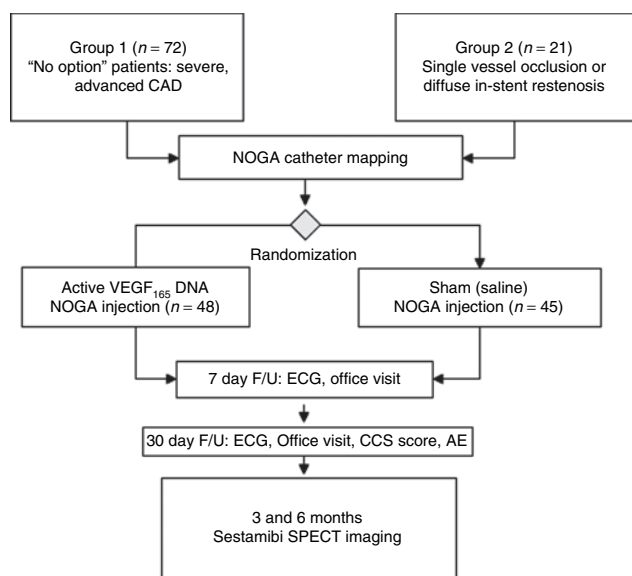 Group 1 (n = 72)
“No option” patients: severe,
advanced CAD
Group 2 (n = 21)
Single vessel occlusion or
diffuse in-stent restenosis
NOGA catheter mapping
Randomization
Active VEGF₁₆₅ DNA
NOGA injection (n = 48)
Sham (saline)
NOGA injection (n = 45)
7 day F/U: ECG, office visit
30 day F/U: ECG, Office visit, CCS score, AE
3 and 6 months
Sestamibi SPECT imaging